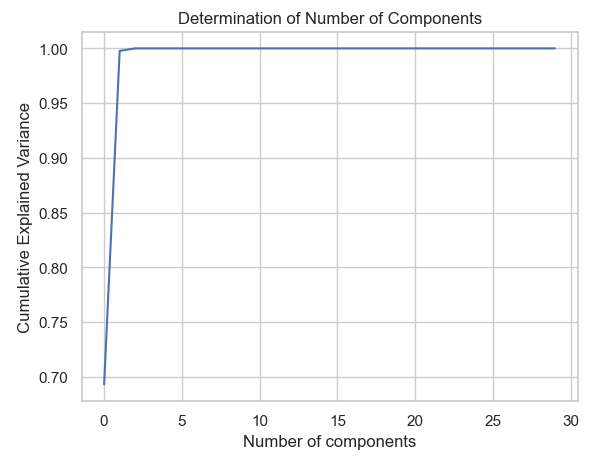 Determination of Number of Components
Cumulative Explained Variance
1.00
0.95
0.90
0.85
0.80
0.75
0.70
0 5 10 15 20 25 30
Number of components